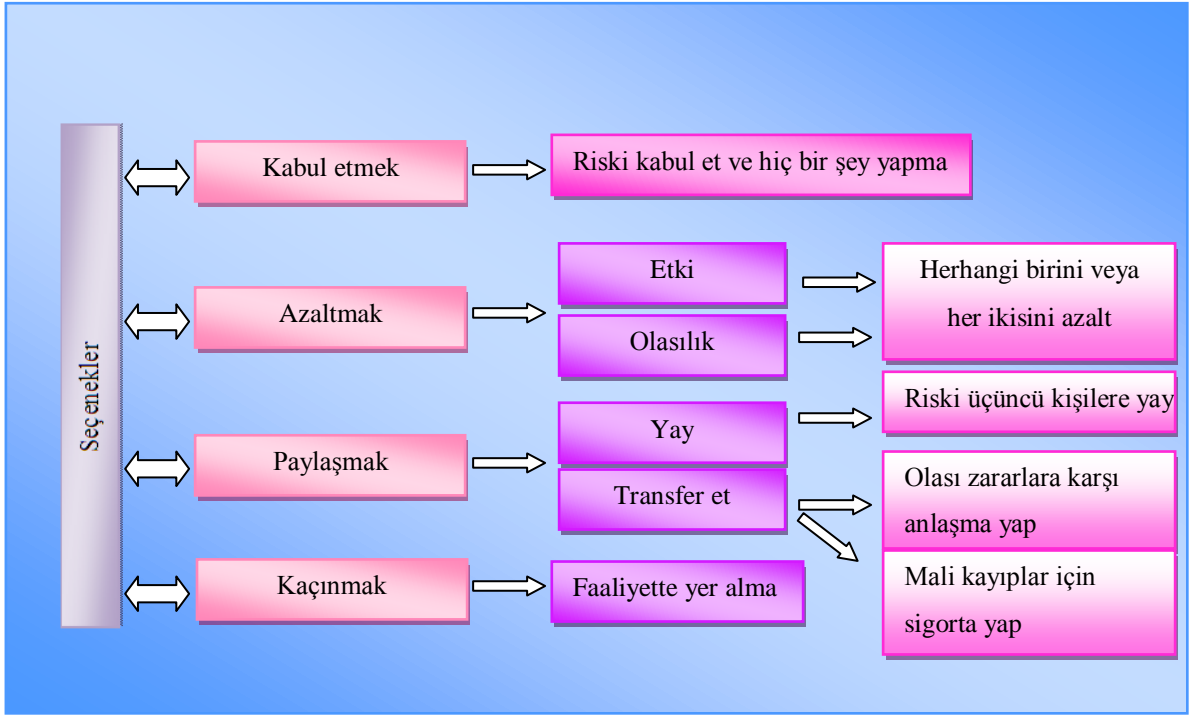 Seçenekler
Kabul etmek
Riski kabul et ve hiç bir şey yapma
Azaltmak
Etki
Olasılık
Herhangi birini veya
her ikisini azalt
Paylaşmak
Yay
Transfer et
Riski üçüncü kişilere yay
Olası zararlara karşı
anlaşma yap
Mali kayıplar için
sigorta yap
Kaçınmak
Faaliyette yer alma